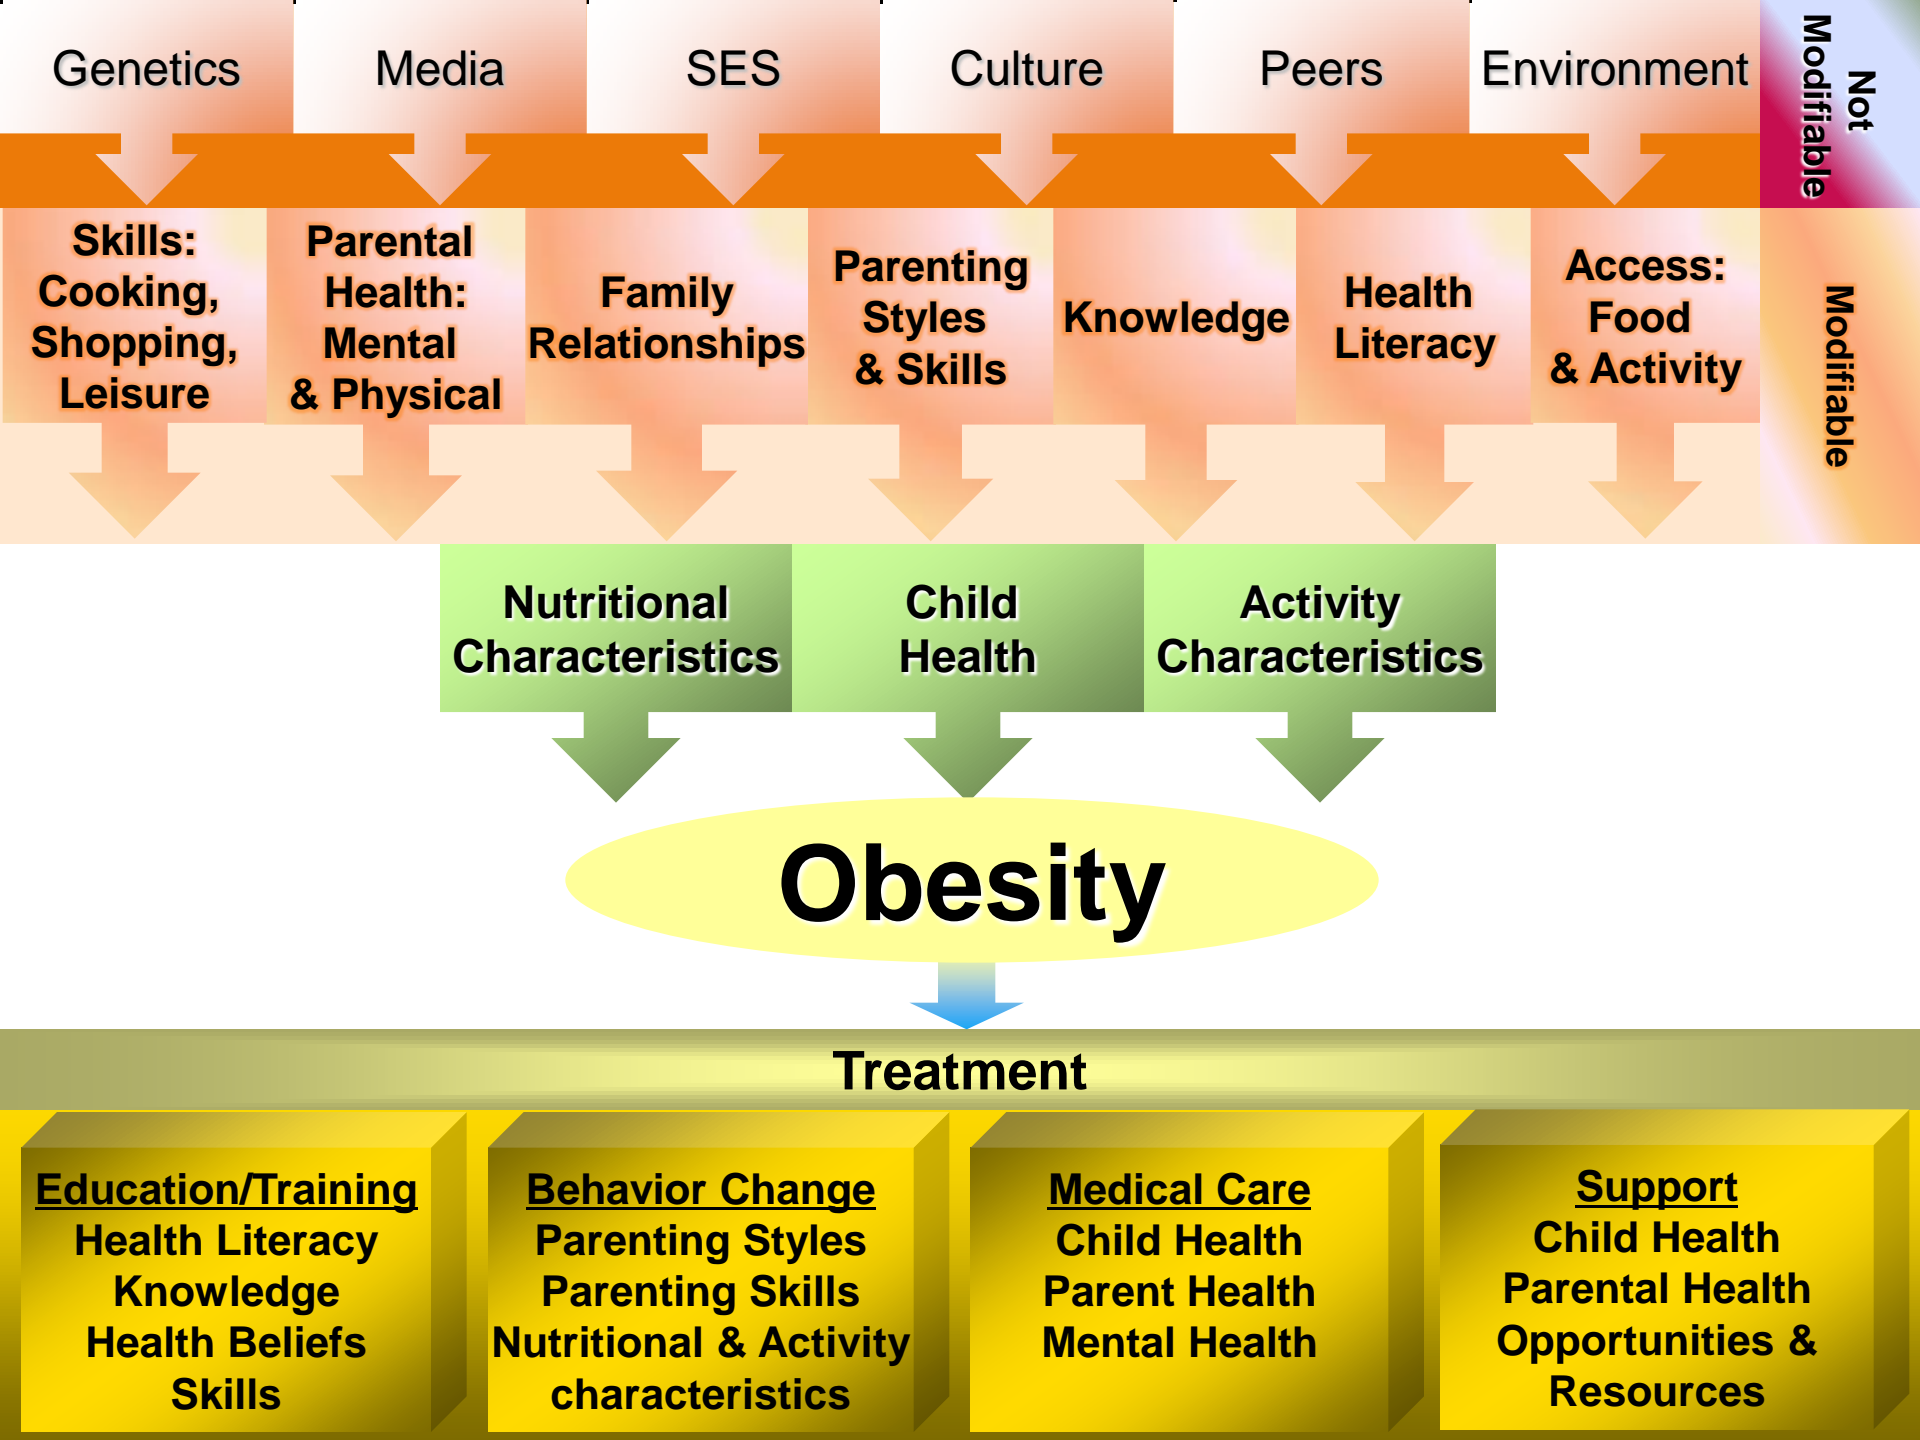 Genetics
Media
SES
Culture
Peers
Environment
Not
Modifiable
Skills:
Cooking,
Shopping,
Leisure
Parental
Health:
Mental
& Physical
Family
Relationships
Parenting
Styles
& Skills
Knowledge
Health
Literacy
Access:
Food
& Activity
Modifiable
Nutritional
Characteristics
Child
Health
Activity
Characteristics
Obesity
Treatment
Education/Training
Health Literacy
Knowledge
Health Beliefs
Skills
Behavior Change
Parenting Styles
Parenting Skills
Nutritional & Activity
characteristics
Medical Care
Child Health
Parent Health
Mental Health
Support
Child Health
Parental Health
Opportunities &
Resources